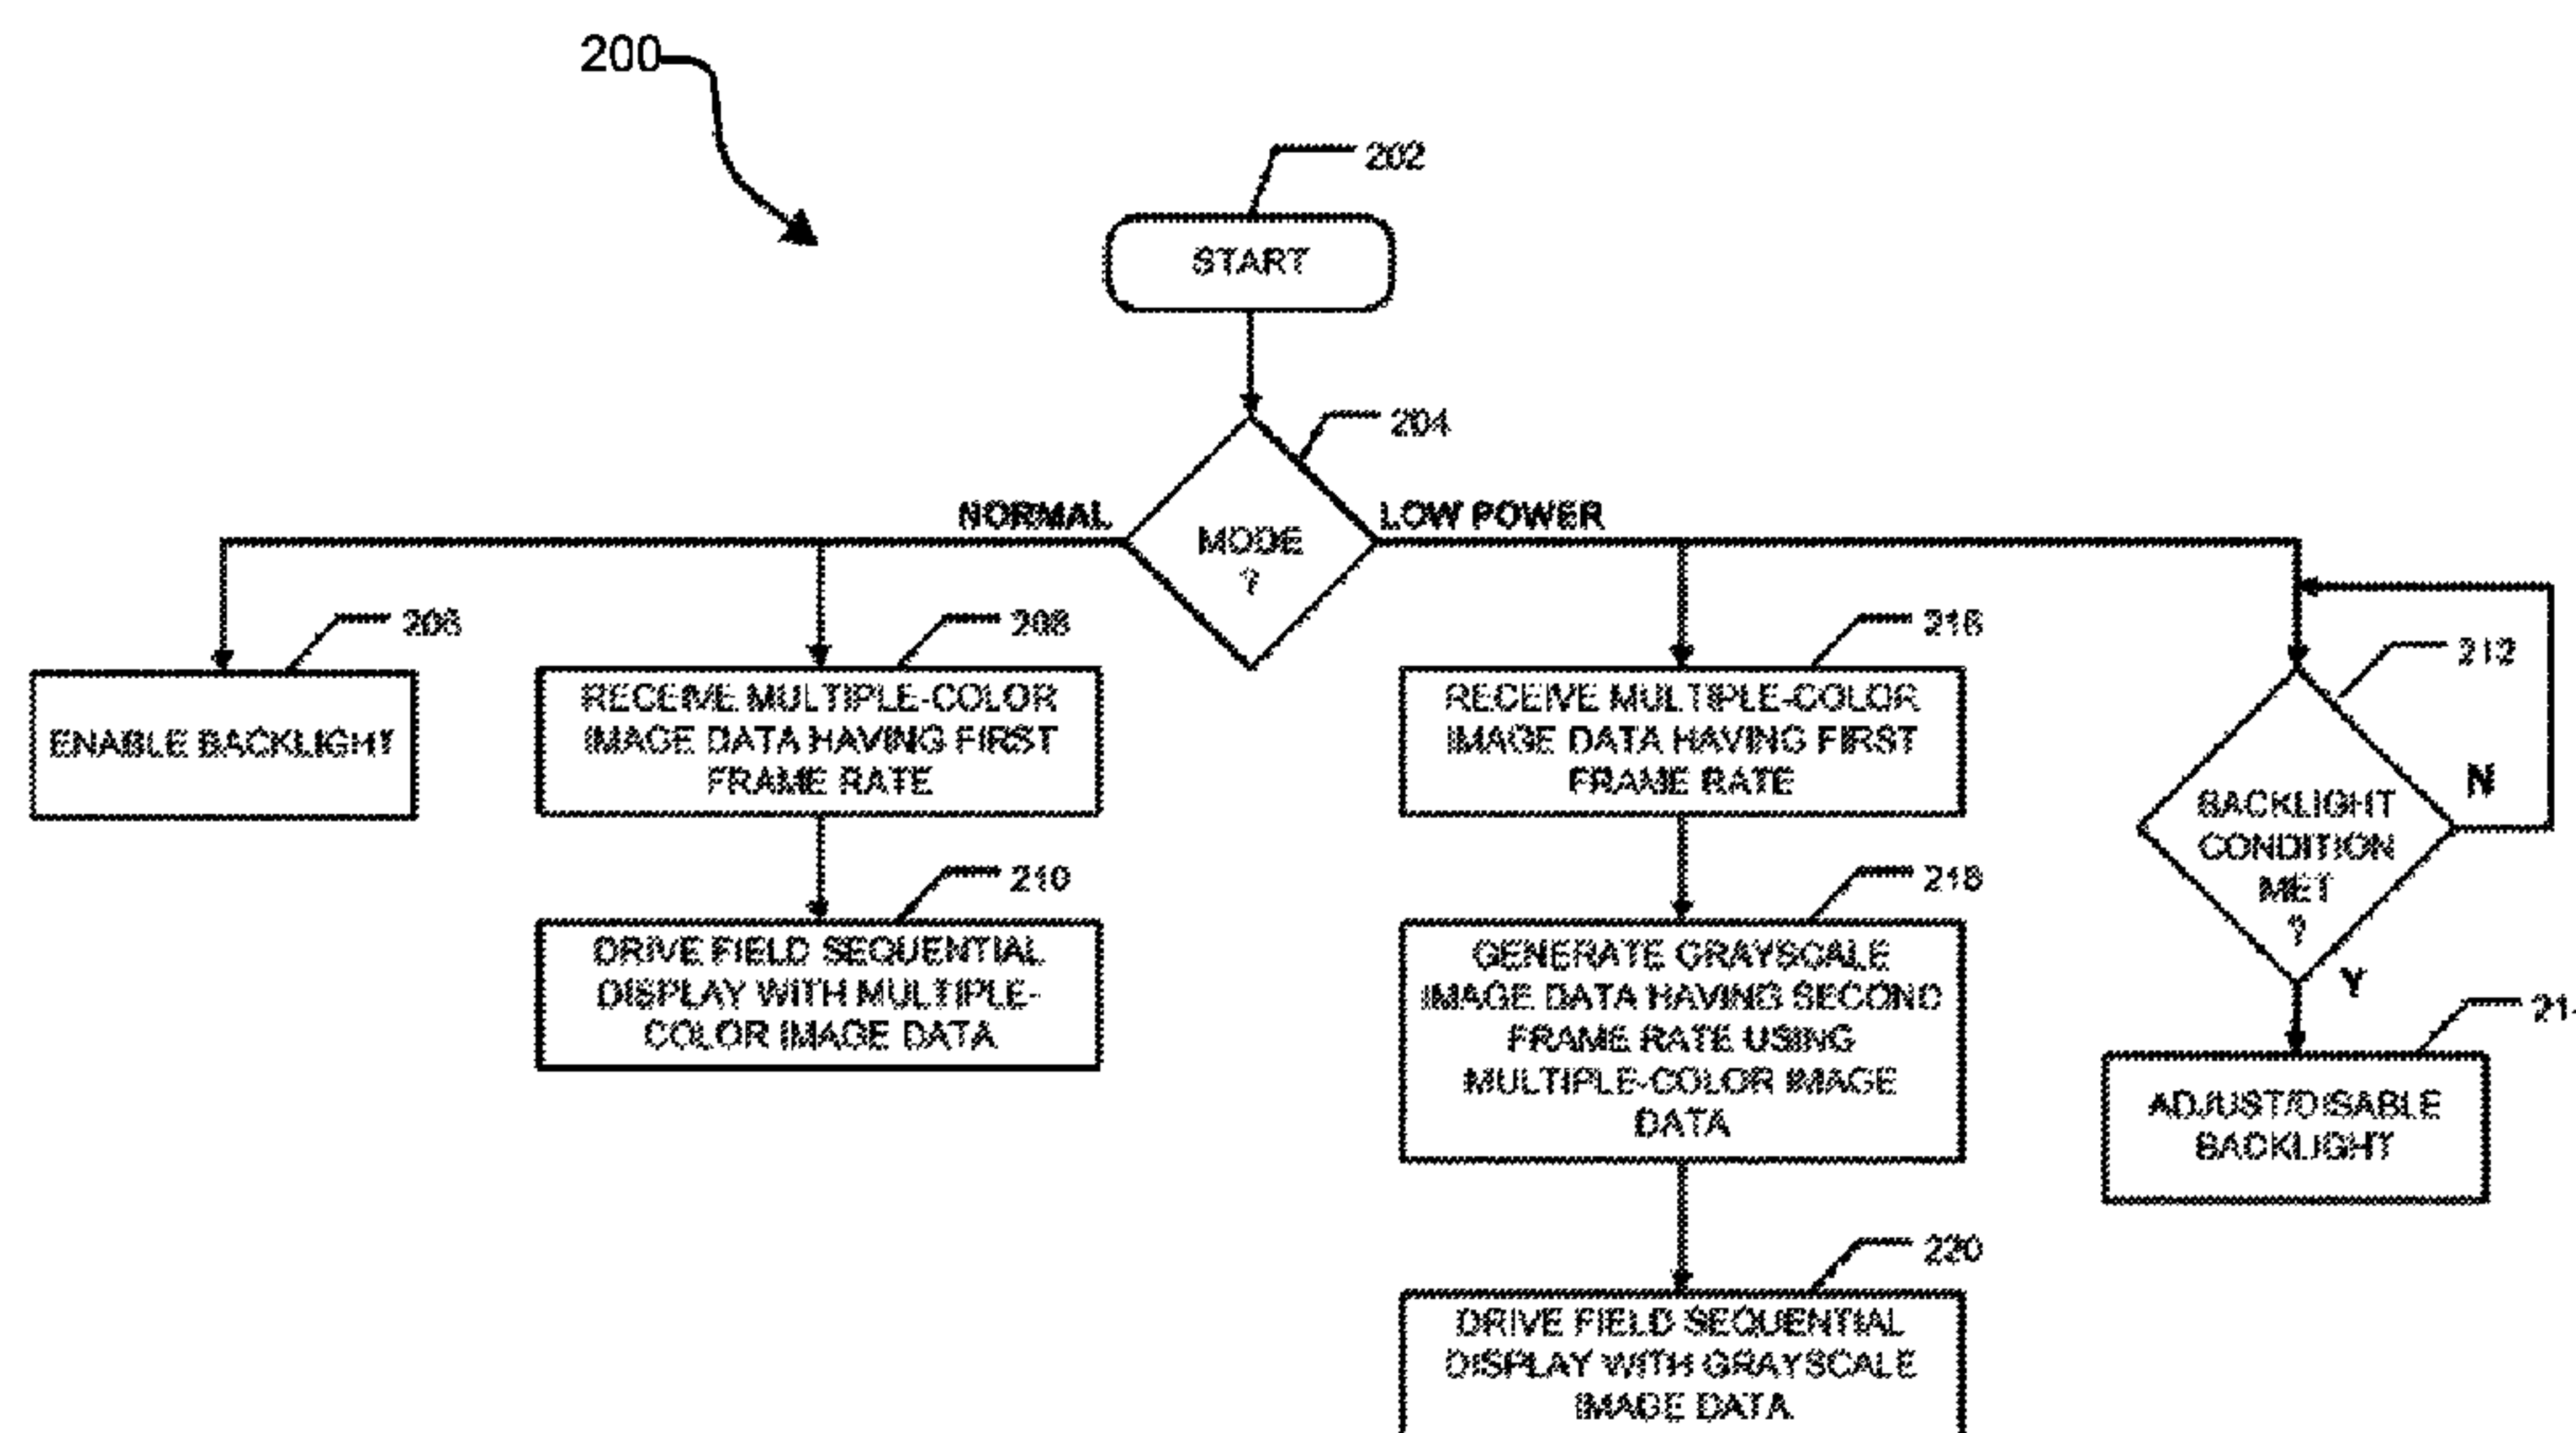 200
202
START
204
NORMAL
LOW POWER
MODE
?
206
ENABLE BACKLIGHT
208
RECEIVE MULTIPLE-COLOR
IMAGE DATA HAVING FIRST
FRAME RATE
210
DRIVE FIELD SEQUENTIAL
DISPLAY WITH MULTIPLE-
COLOR IMAGE DATA
216
RECEIVE MULTIPLE-COLOR
IMAGE DATA HAVING FIRST
FRAME RATE
218
GENERATE GRAYSCALE
IMAGE DATA HAVING SECOND
FRAME RATE USING
MULTIPLE-COLOR IMAGE
DATA
220
DRIVE FIELD SEQUENTIAL
DISPLAY WITH GRAYSCALE
IMAGE DATA
212
BACKLIGHT
CONDITION
MET
?
N
Y
ADJUST/DISABLE
BACKLIGHT